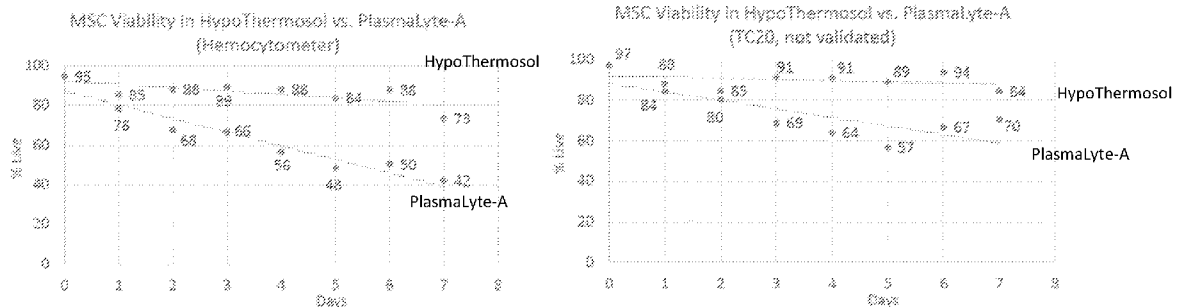 MSC Viability in HypoThermosol vs. PlasmaLyte-A
(Hemocytometer)
HypoThermosol
% Live
100
80
60
40
20
0
95
85
88
88
84
73
76
68
66
56
48
50
42
PlasmaLyte-A
0 1 2 3 4 5 6 7 8
Days
MSC Viability in HypoThermosol vs. PlasmaLyte-A
(TC20, not validated)
% Live
100
80
60
40
20
0
97
91
91
89
94
84
85
84
80
69
64
57
67
70
HypoThermosol
PlasmaLyte-A
0 1 2 3 4 5 6 7 8
Days